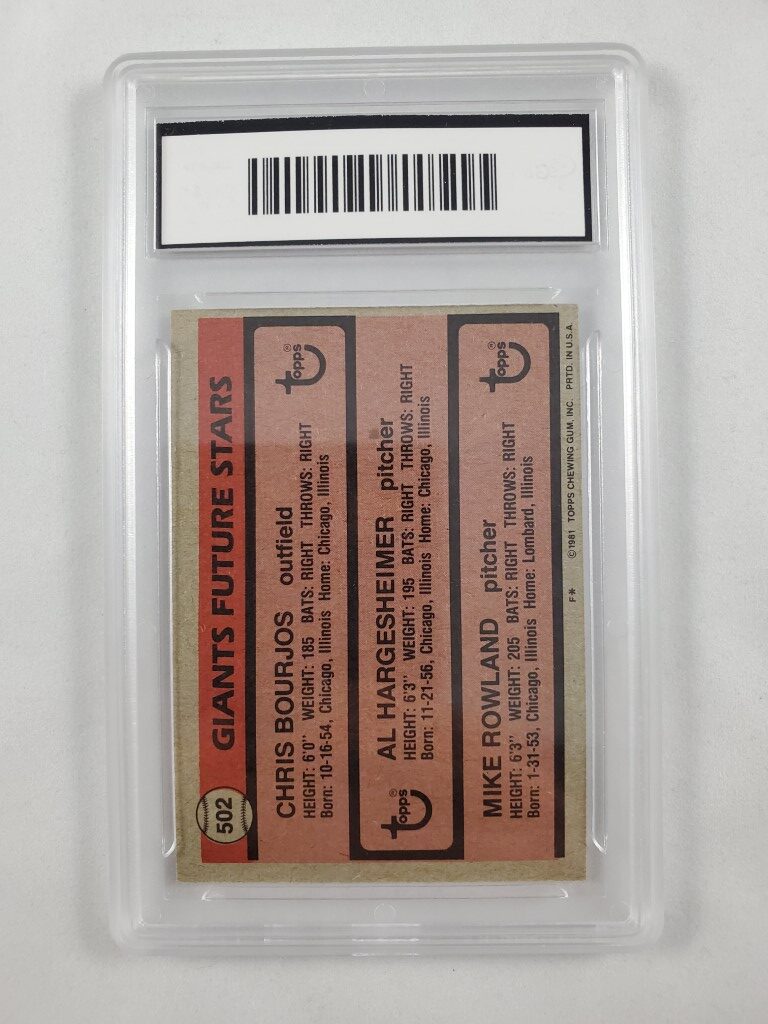 502
GIANTS FUTURE STARS
CHRIS BOURJOS outfield
HEIGHT: 6'0" WEIGHT: 185 BATS: RIGHT THROWS: RIGHT
Born: 10-16-54, Chicago, Illinois Home: Chicago, Illinois
Topps®
Topps®
AL HARGESHEIMER pitcher
HEIGHT: 6'3" WEIGHT: 195 BATS: RIGHT THROWS: RIGHT
Born: 11-21-56, Chicago, Illinois Home: Chicago, Illinois
MIKE ROWLAND pitcher
HEIGHT: 6'3" WEIGHT: 205 BATS: RIGHT THROWS: RIGHT
Born: 1-31-53, Chicago, Illinois Home: Lombard, Illinois
Topps®
F* ©1981 TOPPS CHEWING GUM. INC. PRTD. IN U.S.A.